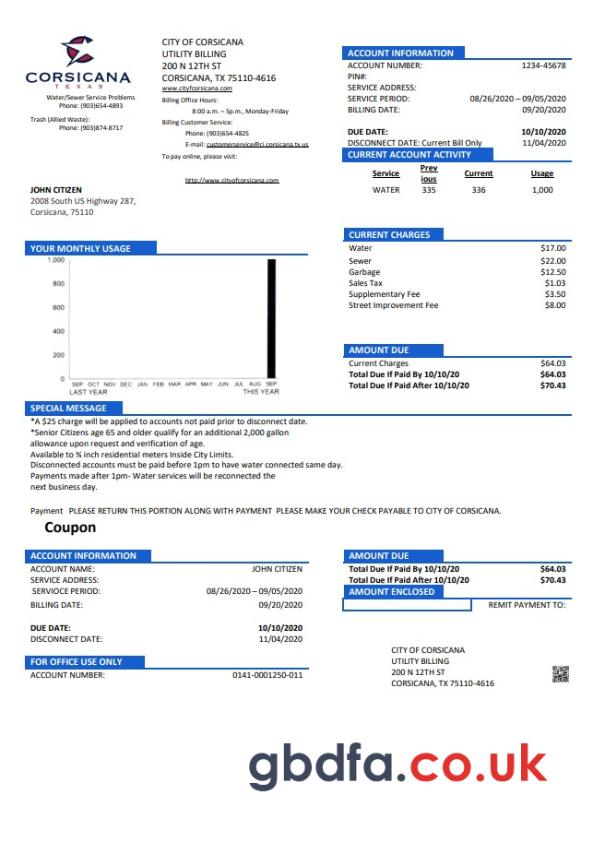 CORSICANA
TEXAS
Water/Sewer Service Problems
Phone: (903)654-4893
Trash (Allied Waste):
Phone: (903)874-8717
CITY OF CORSICANA
UTILITY BILLING
200 N 12TH ST
CORSICANA, TX 75110-4616
www.cityfcorsicana.com
Billing Office Hours:
8:00 a.m. – 5p.m., Monday-Friday
Billing Customer Service:
Phone: (903)654-4825
E-mail: customerservice@ci.corsicana.tx.us
To pay online, please visit:
http://www.cityofcorsicana.com
ACCOUNT INFORMATION
ACCOUNT NUMBER: 1234-45678
PIN#:
SERVICE ADDRESS:
SERVICE PERIOD: 08/26/2020 – 09/05/2020
BILLING DATE: 09/20/2020
DUE DATE: 10/10/2020
DISCONNECT DATE: Current Bill Only 11/04/2020
CURRENT ACCOUNT ACTIVITY
Service Prev ious Current Usage
WATER 335 336 1,000
JOHN CITIZEN
2008 South US Highway 287,
Corsicana, 75110
CURRENT CHARGES
Water $17.00
Sewer $22.00
Garbage $12.50
Sales Tax $1.03
Supplementary Fee $3.50
Street Improvement Fee $8.00
YOUR MONTHLY USAGE
1,000
800
600
400
200
0
SEP OCT NOV DEC JAN FEB MAR APR MAY JUN JUL AUG SEP
LAST YEAR THIS YEAR
AMOUNT DUE
Current Charges $64.03
Total Due If Paid By 10/10/20 $64.03
Total Due If Paid After 10/10/20 $70.43
SPECIAL MESSAGE
*A $25 charge will be applied to accounts not paid prior to disconnect date.
*Senior Citizens age 65 and older qualify for an additional 2,000 gallon
allowance upon request and verification of age.
Available to ¾ inch residential meters Inside City Limits.
Disconnected accounts must be paid before 1pm to have water connected same day.
Payments made after 1pm- Water services will be reconnected the
next business day.
Payment PLEASE RETURN THIS PORTION ALONG WITH PAYMENT PLEASE MAKE YOUR CHECK PAYABLE TO CITY OF CORSICANA.
Coupon
ACCOUNT INFORMATION
ACCOUNT NAME: JOHN CITIZEN
SERVICE ADDRESS:
SERVIOCE PERIOD: 08/26/2020 – 09/05/2020
BILLING DATE: 09/20/2020
DUE DATE: 10/10/2020
DISCONNECT DATE: 11/04/2020
FOR OFFICE USE ONLY
ACCOUNT NUMBER: 0141-0001250-011
AMOUNT DUE
Total Due If Paid By 10/10/20 $64.03
Total Due If Paid After 10/10/20 $70.43
AMOUNT ENCLOSED
REMIT PAYMENT TO:
CITY OF CORSICANA
UTILITY BILLING
200 N 12TH ST
CORSICANA, TX 75110-4616
gbdfa.co.uk